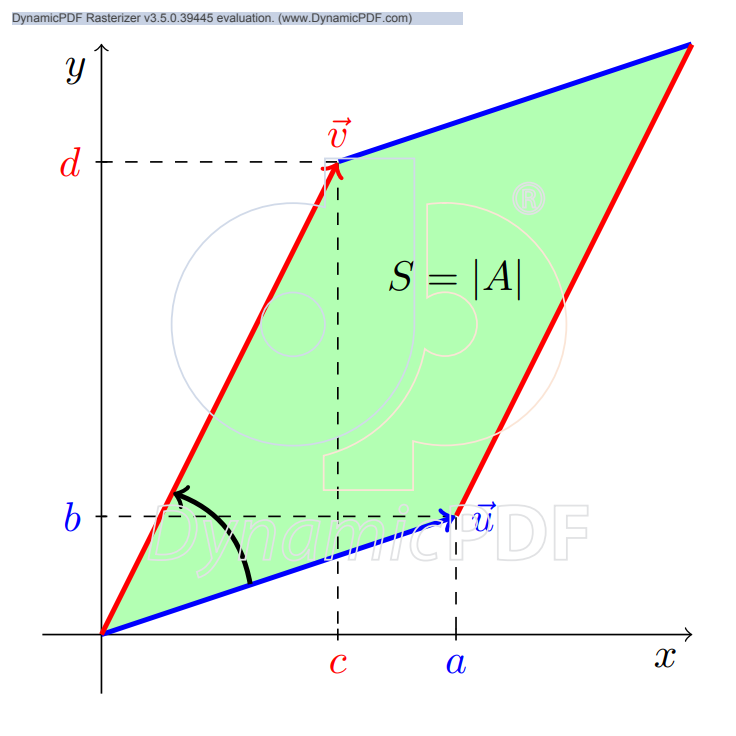 DynamicPDF Rasterizer v3.5.0.39445 evaluation. (www.DynamicPDF.com)
y
v⃗
d
®
S = |A|
b
u⃗
DynamicPDF
c
a
x